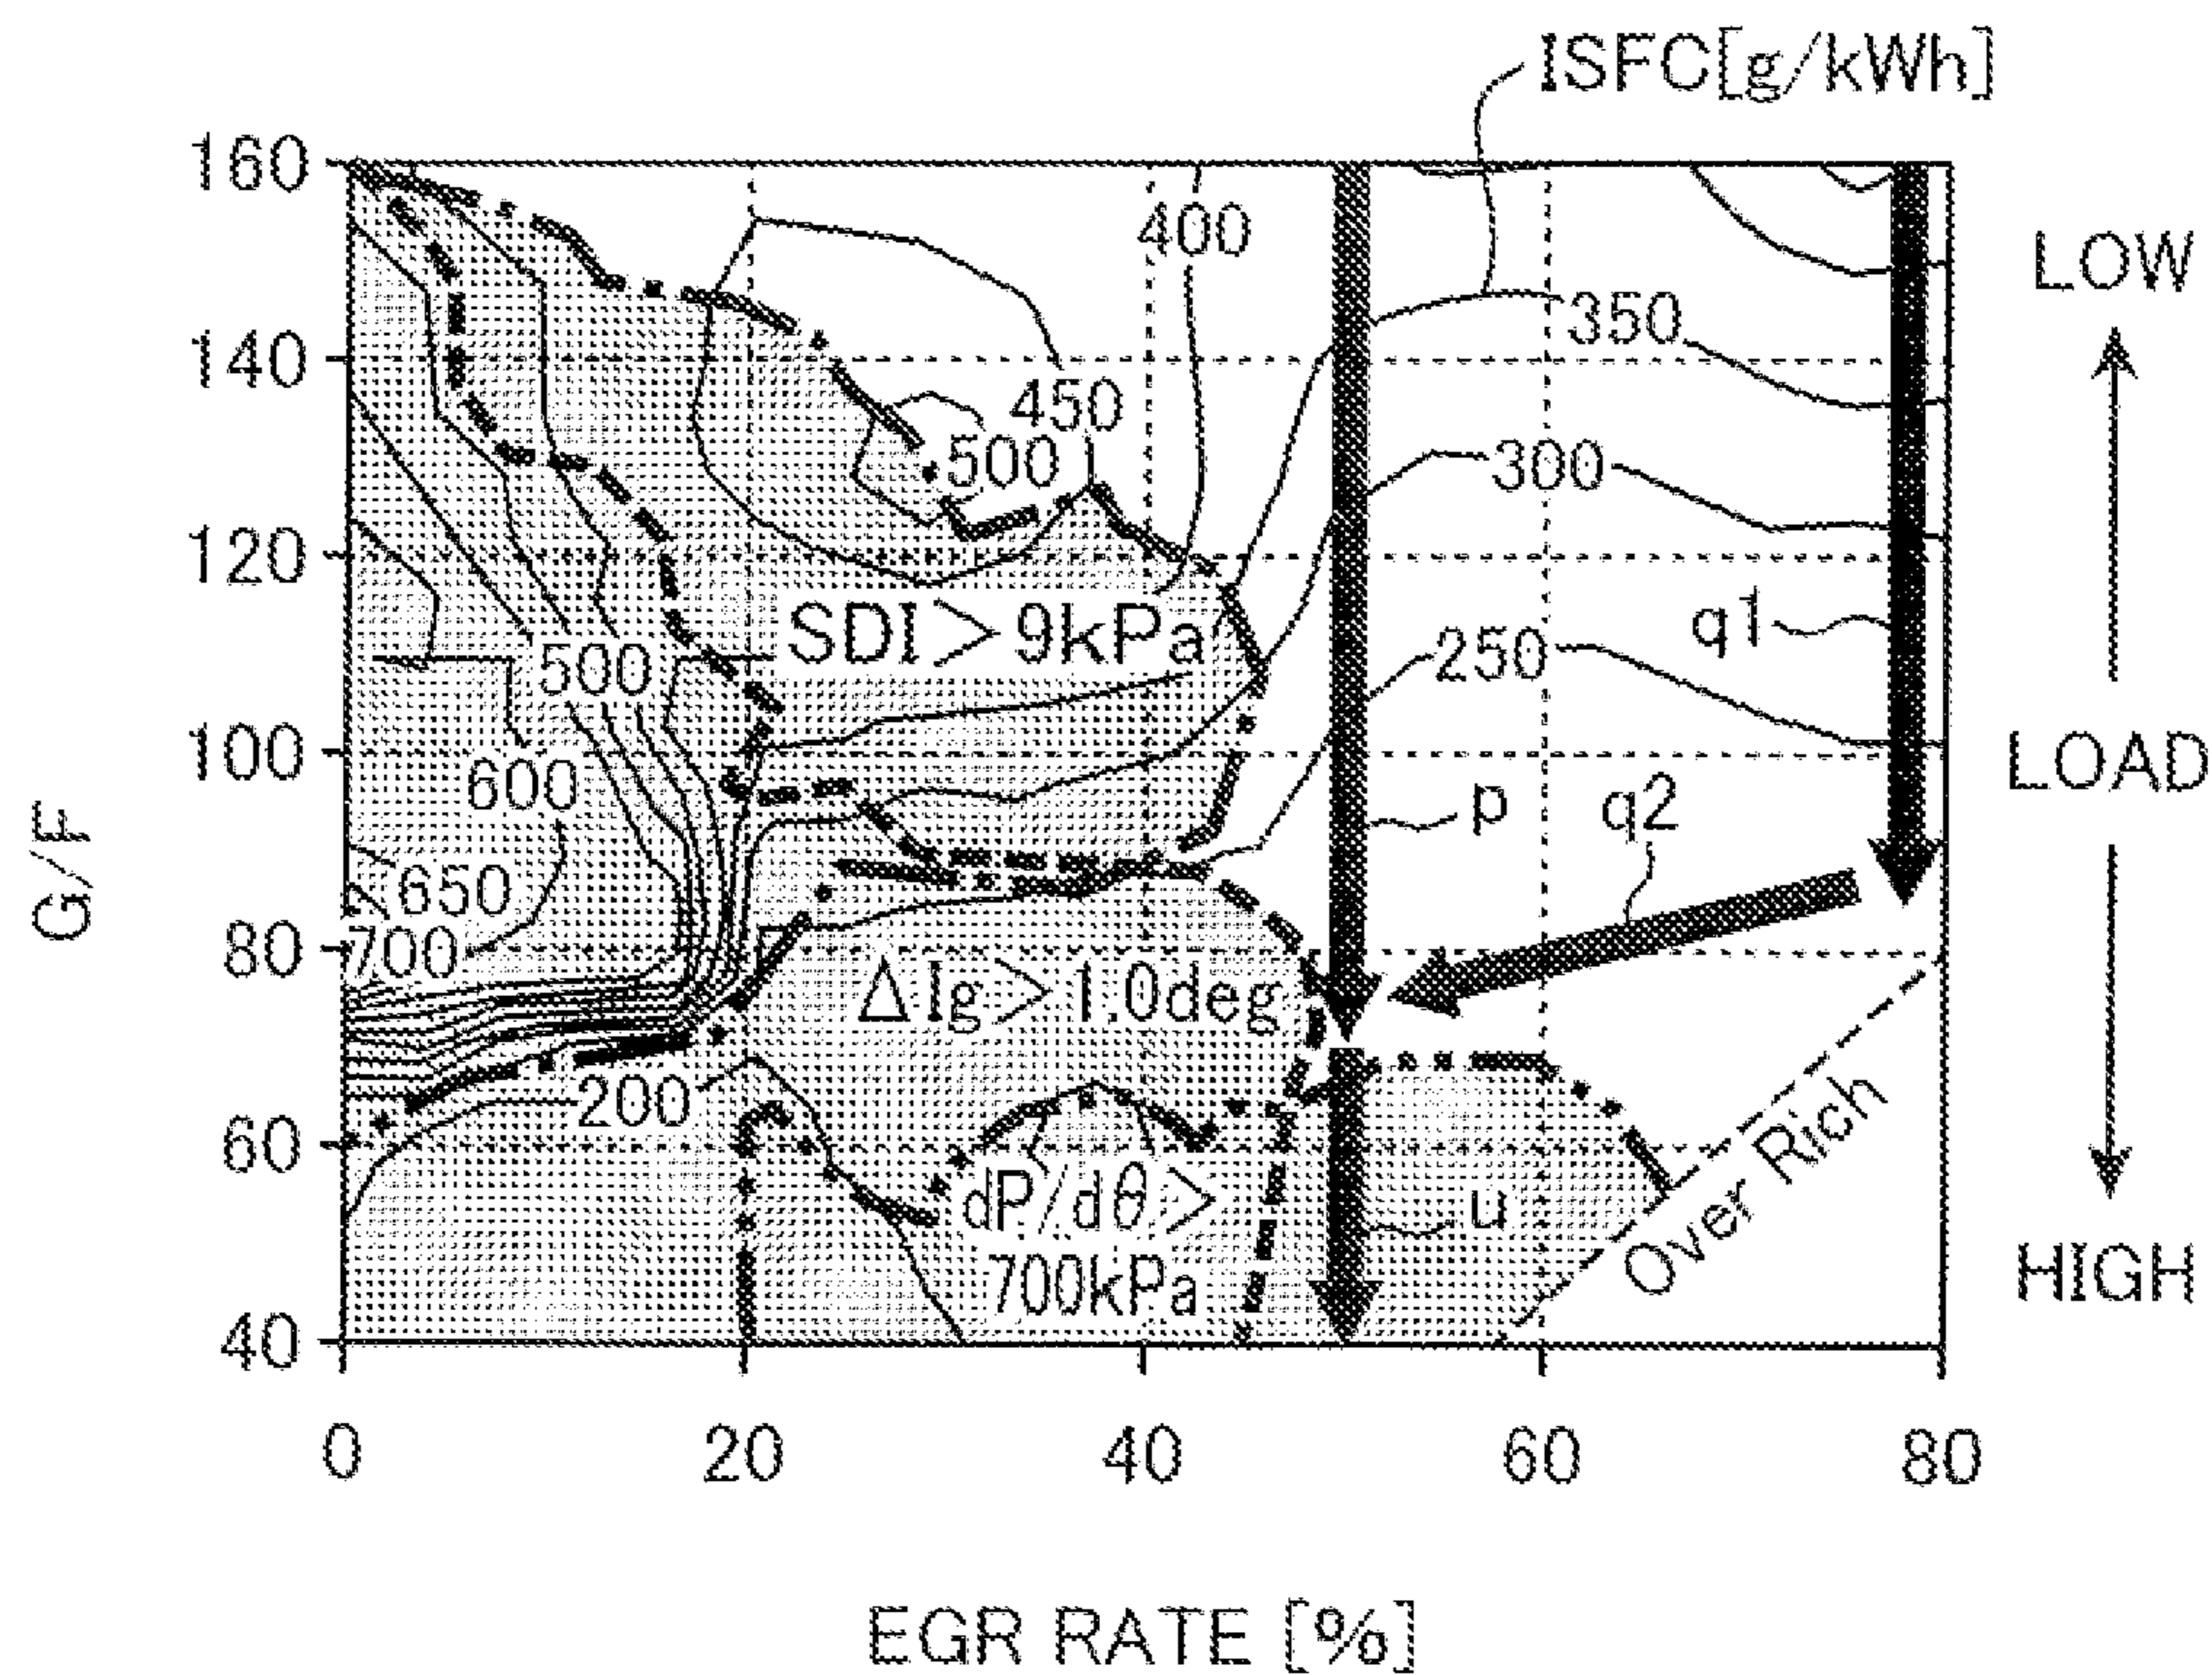 ISFC[g/kWh]
160
140
120
100
80
60
40
G/F
0
20
40
60
80
EGR RATE [%]
LOW
LOAD
HIGH
400
350
450
500
300
SDI>9kPa
q1
500
250
600
p
q2
650
700
ΔIg>1.0deg
200
dP/dθ>
700kPa
u
Over Rich